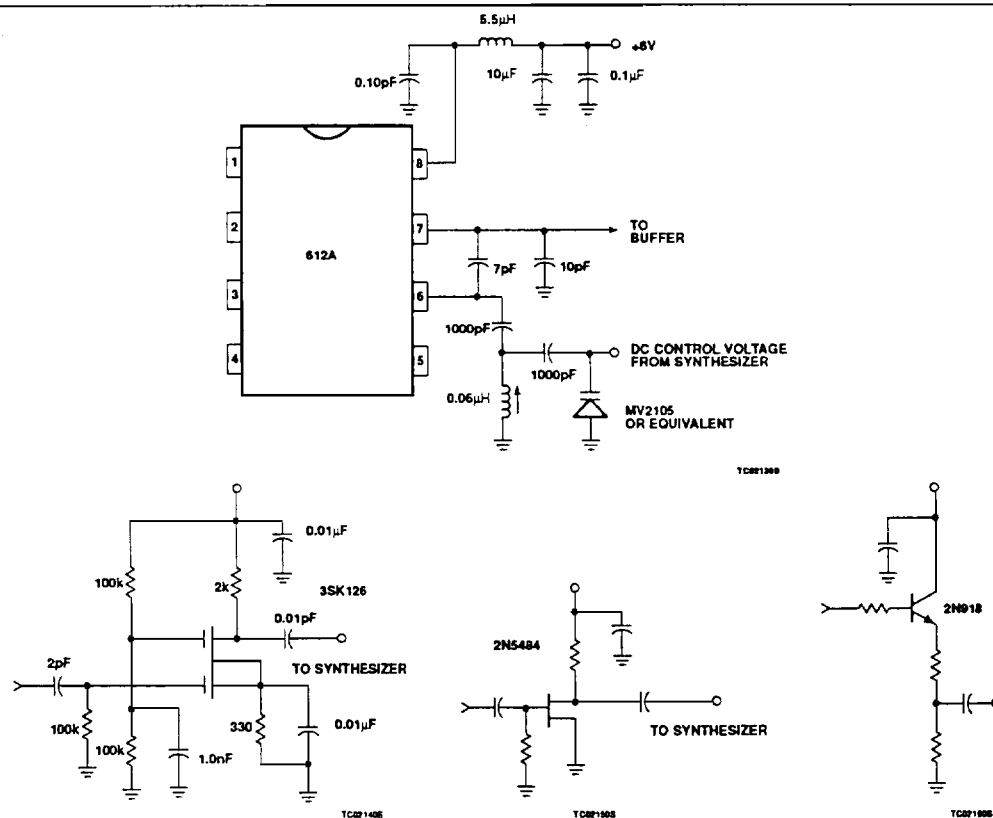 5.5μH
+6V
0.10pF
10μF
0.1μF
1
8
2
7
TO
BUFFER
612A
7pF
10pF
3
6
1000pF
4
5
DC CONTROL VOLTAGE
FROM SYNTHESIZER
1000pF
0.06μH
MV2105
OR EQUIVALENT
0.01μF
100k
2k
3SK126
0.01pF
2N918
2N5484
2pF
TO SYNTHESIZER
100k
100k
330
0.01μF
1.0nF
TO SYNTHESIZER
TC02140S
TC02150S